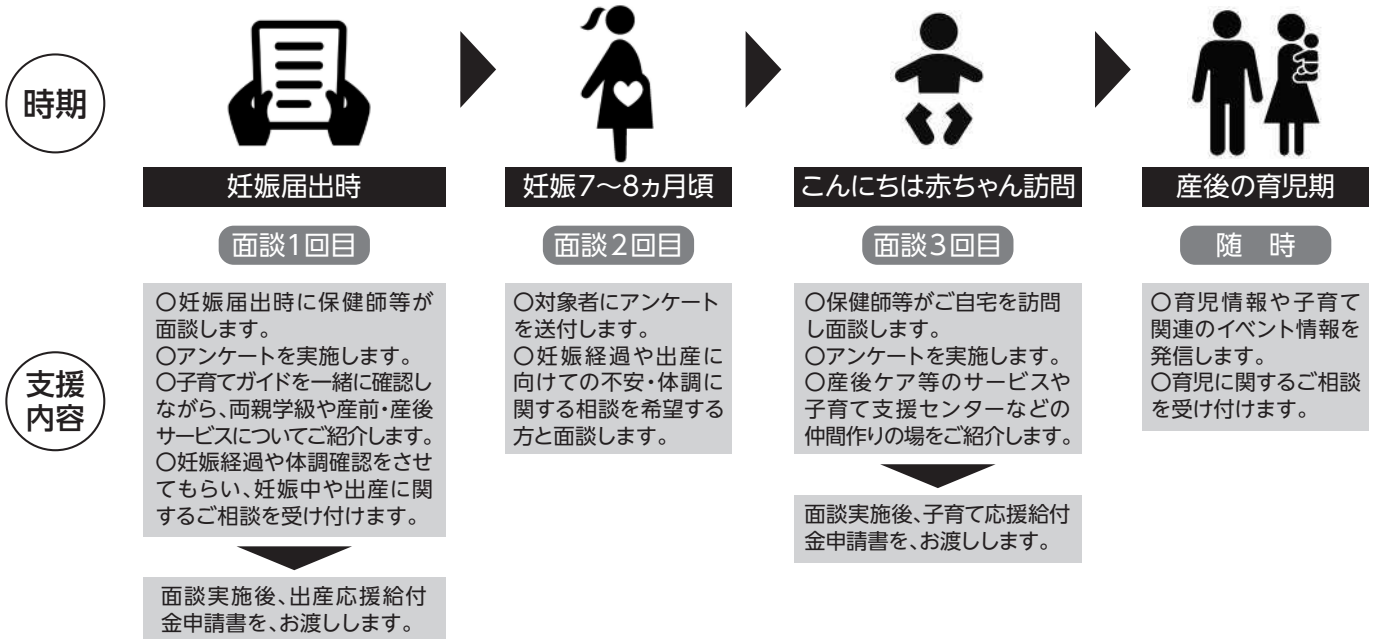 時期
妊娠届出時
妊娠7〜8ヵ月頃
こんにちは赤ちゃん訪問
産後の育児期
面談1回目
面談2回目
面談3回目
随 時
支援
内容
〇妊娠届出時に保健師等が
面談します。
〇アンケートを実施します。
〇子育てガイドを一緒に確認し
ながら、両親学級や産前・産後
サービスについてご紹介します。
〇妊娠経過や体調確認をさせ
てもらい、妊娠中や出産に関
するご相談を受け付けます。
面談実施後、出産応援給付
金申請書を、お渡しします。
〇対象者にアンケート
を送付します。
〇妊娠経過や出産に
向けての不安・体調に
関する相談を希望する
方と面談します。
〇保健師等がご自宅を訪問
し面談します。
〇アンケートを実施します。
〇産後ケア等のサービスや
子育て支援センターなどの
仲間作りの場をご紹介します。
面談実施後、子育て応援給付
金申請書を、お渡しします。
〇育児情報や子育て
関連のイベント情報を
発信します。
〇育児に関するご相談
を受け付けます。